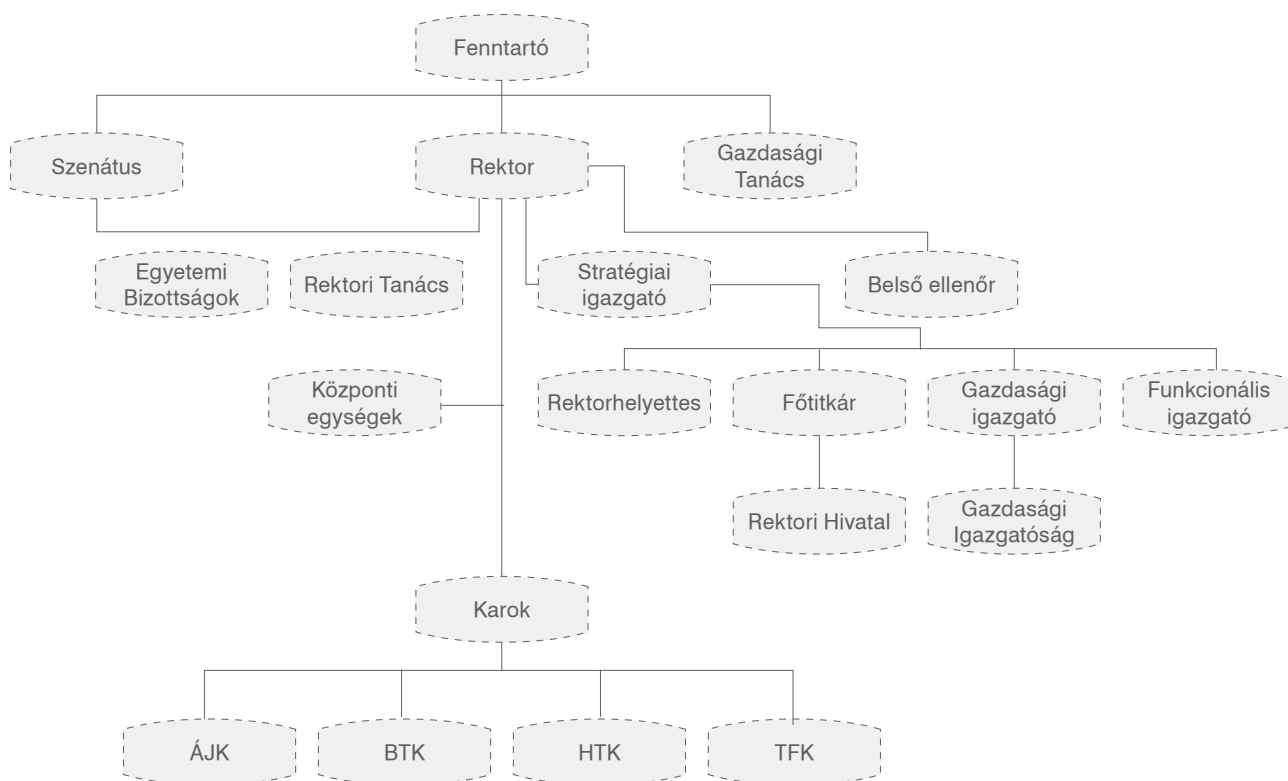 Fenntartó
Szenátus
Rektor
Gazdasági
Tanács
Egyetemi
Bizottságok
Rektori Tanács
Stratégiai
igazgató
Belső ellenőr
Központi
egységek
Rektorhelyettes
Főtitkár
Gazdasági
igazgató
Funkcionális
igazgató
Rektori Hivatal
Gazdasági
Igazgatóság
Karok
ÁJK
BTK
HTK
TFK